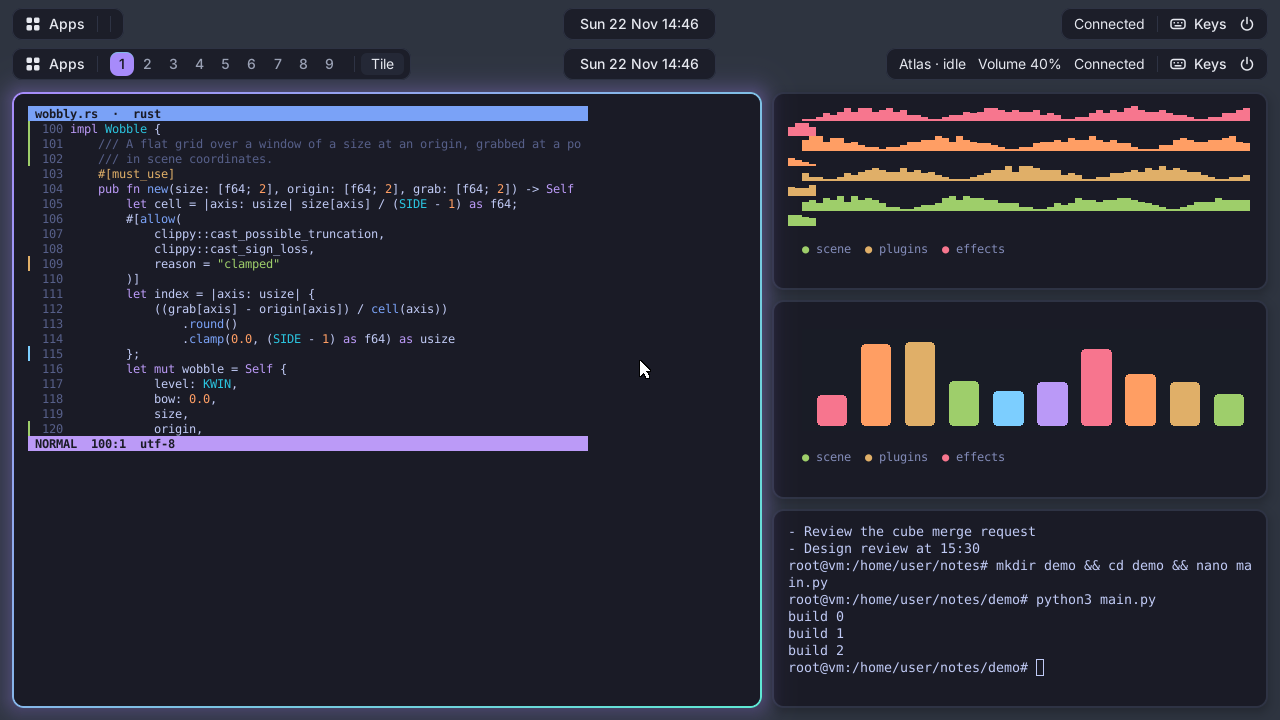 Apps
Sun 22 Nov 14:46
Connected Keys
Apps 1 2 3 4 5 6 7 8 9 Tile
Sun 22 Nov 14:46
Atlas · idle Volume 40% Connected Keys
wobbly.rs · rust
100 impl Wobble {
101     /// A flat grid over a window of a size at an origin, grabbed at a po
102     /// in scene coordinates.
103     #[must_use]
104     pub fn new(size: [f64; 2], origin: [f64; 2], grab: [f64; 2]) -> Self
105         let cell = |axis: usize| size[axis] / (SIDE - 1) as f64;
106         #[allow(
107             clippy::cast_possible_truncation,
108             clippy::cast_sign_loss,
109             reason = "clamped"
110         )]
111         let index = |axis: usize| {
112             ((grab[axis] - origin[axis]) / cell(axis))
113                 .round()
114                 .clamp(0.0, (SIDE - 1) as f64) as usize
115         };
116         let mut wobble = Self {
117             level: KWIN,
118             bow: 0.0,
119             size,
120             origin,
NORMAL 100:1 utf-8
● scene ● plugins ● effects
● scene ● plugins ● effects
- Review the cube merge request
- Design review at 15:30
root@vm:/home/user/notes# mkdir demo && cd demo && nano ma
in.py
root@vm:/home/user/notes/demo# python3 main.py
build 0
build 1
build 2
root@vm:/home/user/notes/demo#